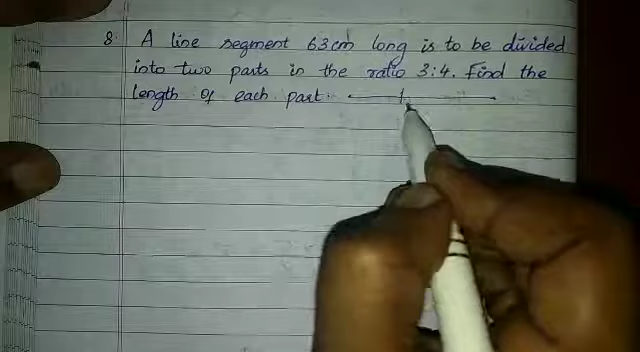 8. A line segment 63cm long is to be divided
into two parts in the ratio 3:4. Find the
length of each part.